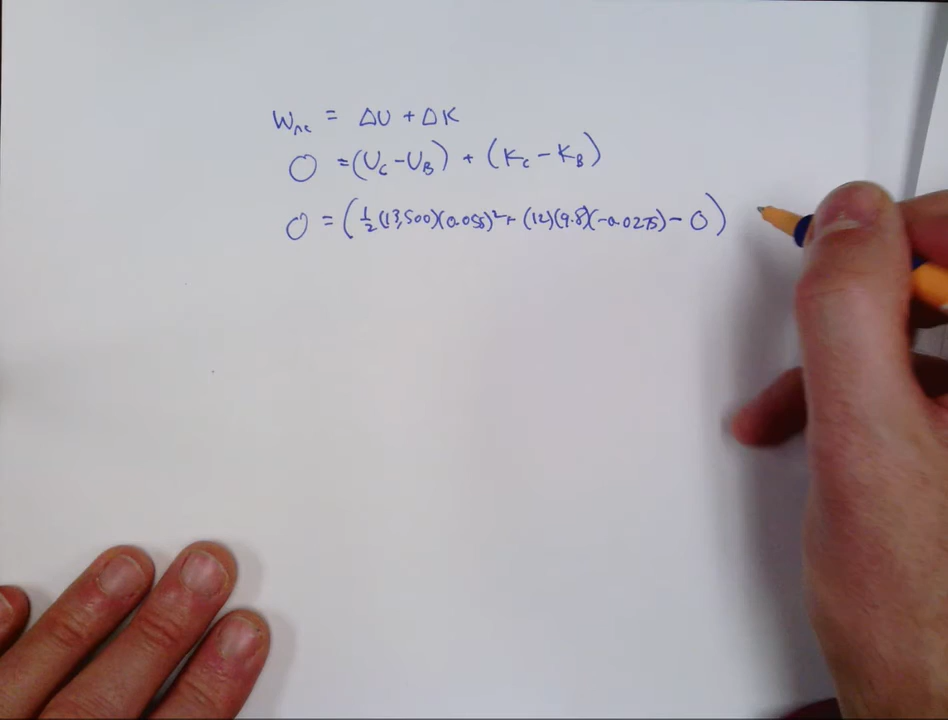 Wnc = ΔU + ΔK
0 = (Uc - UB) + (Kc - KB)
0 = (½(13,500)(0.055)² + (12)(9.8)(-0.0275) - 0)